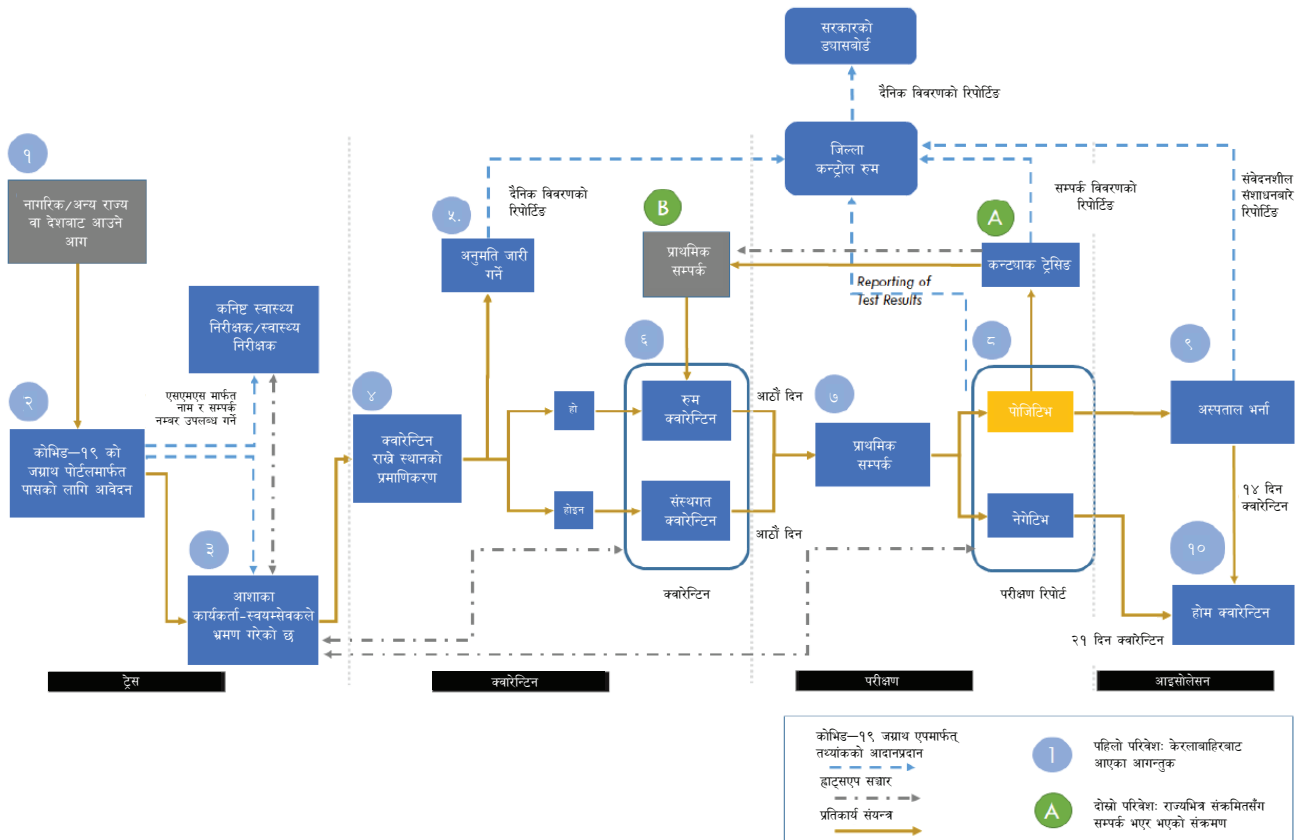 सरकारको
ड्यासबोर्ड
दैनिक विवरणको रिपोर्टिङ
जिल्ला
कन्ट्रोल रुम
१
नागरिक/अन्य राज्य
वा देशबाट आउने
आग
५.
दैनिक विवरणको
रिपोर्टिङ
अनुमति जारी
गर्ने
B
प्राथमिक
सम्पर्क
A
सम्पर्क विवरणको
रिपोर्टिङ
कन्ट्याक ट्रेसिङ
संवेदनशील
संशाधनबारे
रिपोर्टिङ
Reporting of
Test Results
कनिष्ट स्वास्थ्य
निरीक्षक/स्वास्थ्य
निरीक्षक
एसएमएस मार्फत
नाम र सम्पर्क
नम्बर उपलब्ध गर्ने
२
कोभिड–१९ को
जग्राथ पोर्टलमार्फत
पासको लागि आवेदन
३
आशाका
कार्यकर्ता-स्वयम्सेवकले
भ्रमण गरेको छ
४
क्वारेन्टिन
राख्ने स्थानको
प्रमाणिकरण
हो
होइन
६
रुम
क्वारेन्टिन
संस्थगत
क्वारेन्टिन
क्वारेन्टिन
आठौं दिन
आठौं दिन
७
प्राथमिक
सम्पर्क
८
पोजिटिभ
नेगेटिभ
परीक्षण रिपोर्ट
९
अस्पताल भर्ना
१४ दिन
क्वारेन्टिन
१०
होम क्वारेन्टिन
२१ दिन क्वारेन्टिन
ट्रेस
क्वारेन्टिन
परीक्षण
आइसोलेसन
कोभिड–१९ जग्राथ एपमार्फत्
तथ्यांकको आदानप्रदान
ह्वाट्सएप सञ्चार
प्रतिकार्य संयन्त्र
1
पहिलो परिवेशः केरलाबाहिरबाट
आएका आगन्तुक
A
दोस्रो परिवेशः राज्यभित्र संक्रमितसँग
सम्पर्क भएर भएको संक्रमण